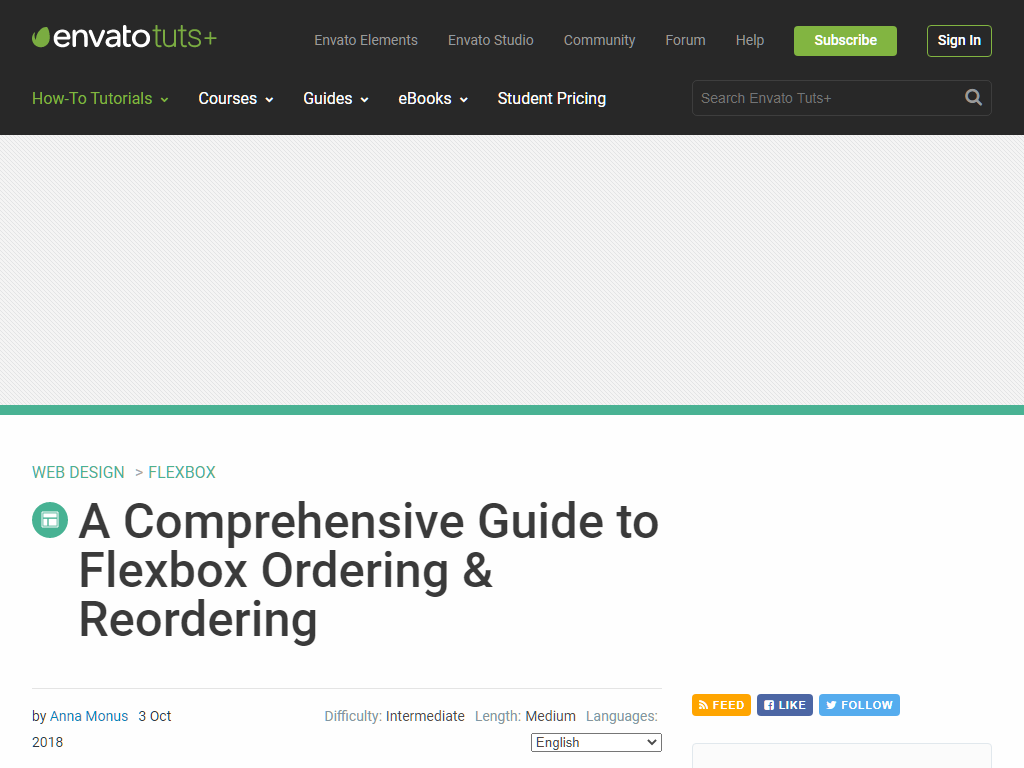 envatotuts+
Envato Elements Envato Studio Community Forum Help Subscribe Sign In
How-To Tutorials Courses Guides eBooks Student Pricing Search Envato Tuts+
WEB DESIGN > FLEXBOX
A Comprehensive Guide to
Flexbox Ordering &
Reordering
by Anna Monus 3 Oct
2018
Difficulty: Intermediate Length: Medium Languages:
English
FEED LIKE FOLLOW